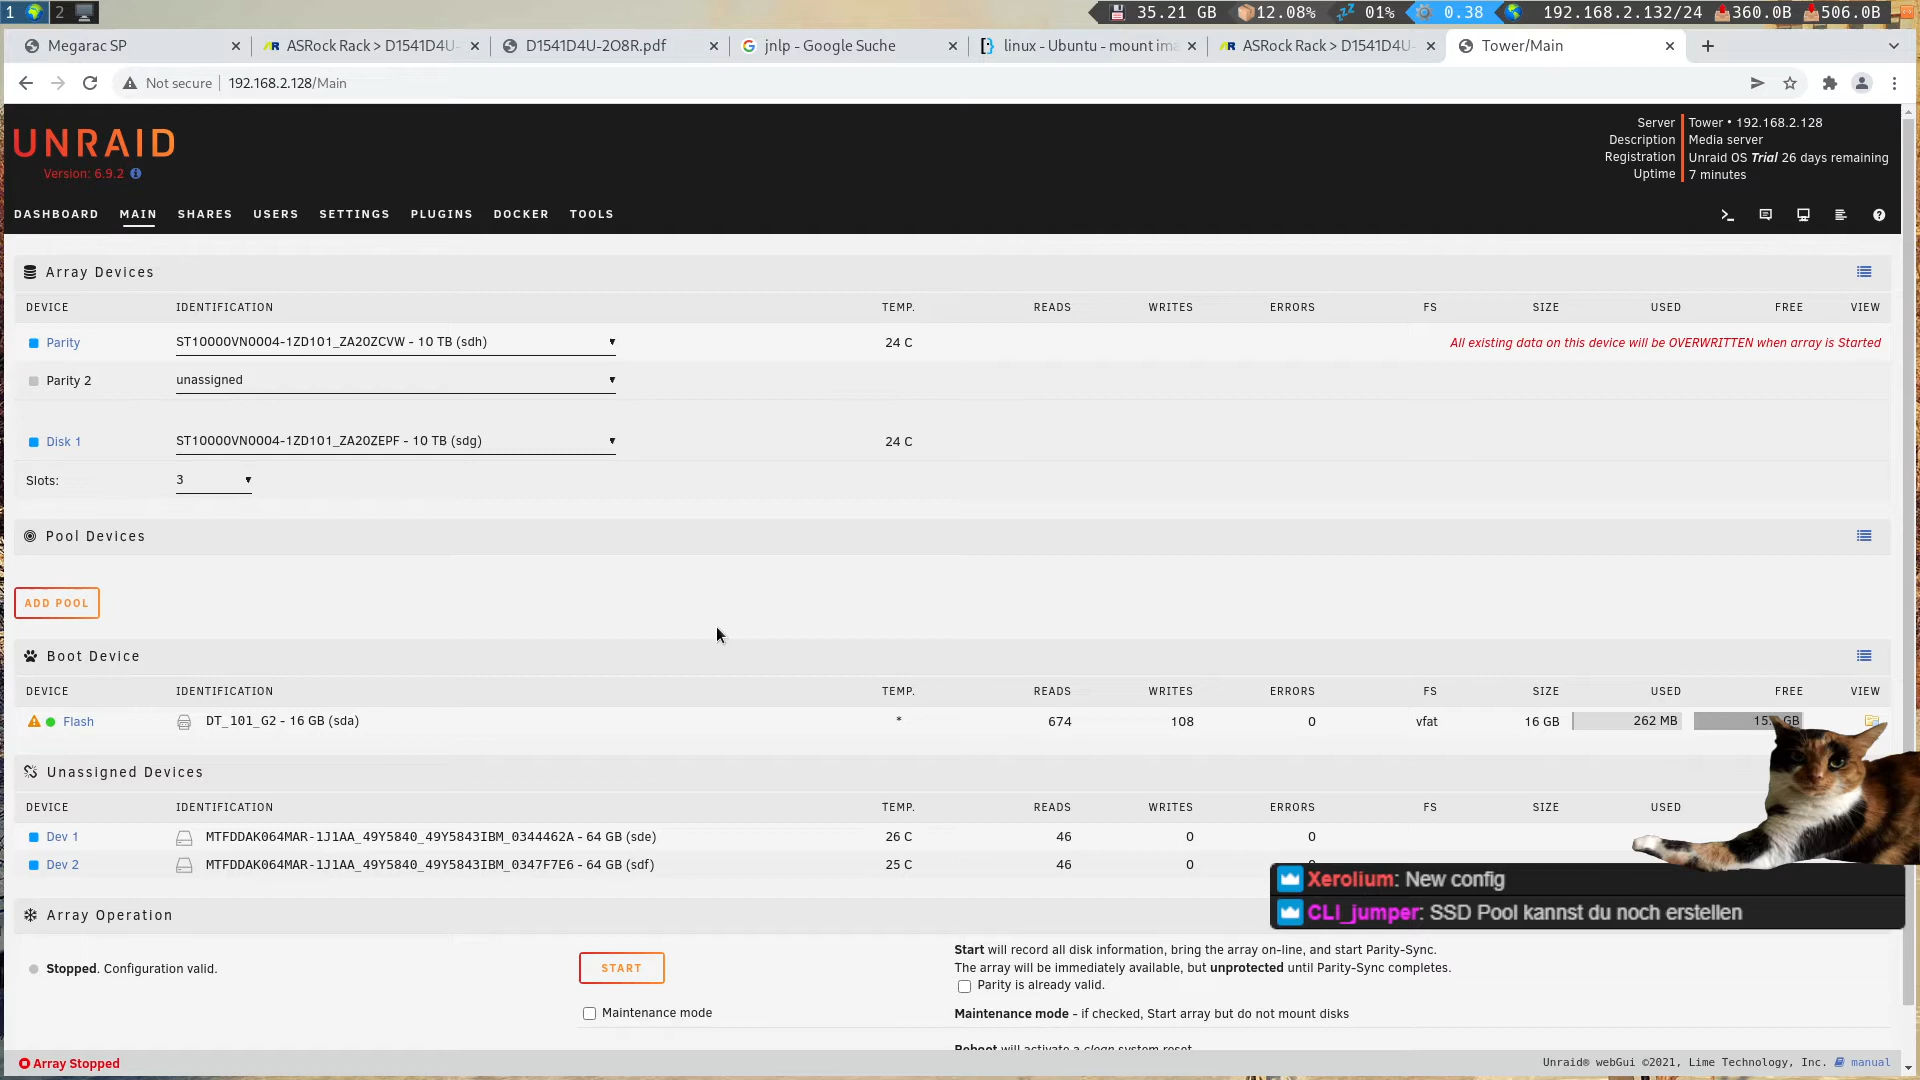 1 2 35.21 GB 12.08% 01% 0.38 192.168.2.132/24 360.0B 506.0B
Megarac SP ASRock Rack > D1541D4U- D1541D4U-2O8R.pdf jnlp - Google Suche linux - Ubuntu - mount ima ASRock Rack > D1541D4U- Tower/Main
Not secure 192.168.2.128/Main
UNRAID
Version: 6.9.2
Server Tower • 192.168.2.128
Description Media server
Registration Unraid OS Trial 26 days remaining
Uptime 7 minutes
DASHBOARD MAIN SHARES USERS SETTINGS PLUGINS DOCKER TOOLS
Array Devices
DEVICE IDENTIFICATION TEMP. READS WRITES ERRORS FS SIZE USED FREE VIEW
Parity ST10000VN0004-1ZD101_ZA20ZCVW - 10 TB (sdh) 24 C All existing data on this device will be OVERWRITTEN when array is Started
Parity 2 unassigned
Disk 1 ST10000VN0004-1ZD101_ZA20ZEPF - 10 TB (sdg) 24 C
Slots: 3
Pool Devices
ADD POOL
Boot Device
DEVICE IDENTIFICATION TEMP. READS WRITES ERRORS FS SIZE USED FREE VIEW
Flash DT_101_G2 - 16 GB (sda) * 674 108 0 vfat 16 GB 262 MB GB
Unassigned Devices
DEVICE IDENTIFICATION TEMP. READS WRITES ERRORS FS SIZE USED
Dev 1 MTFDDAK064MAR-1J1AA_49Y5840_49Y5843IBM_0344462A - 64 GB (sde) 26 C 46 0 0
Dev 2 MTFDDAK064MAR-1J1AA_49Y5840_49Y5843IBM_0347F7E6 - 64 GB (sdf) 25 C 46 0
Xerolium: New config
CLI_jumper: SSD Pool kannst du noch erstellen
Array Operation
Stopped. Configuration valid.
START
Start will record all disk information, bring the array on-line, and start Parity-Sync.
The array will be immediately available, but unprotected until Parity-Sync completes.
Parity is already valid.
Maintenance mode
Maintenance mode - if checked, Start array but do not mount disks
Reboot will activate a clean system reset.
Array Stopped
Unraid® webGui ©2021, Lime Technology, Inc. manual